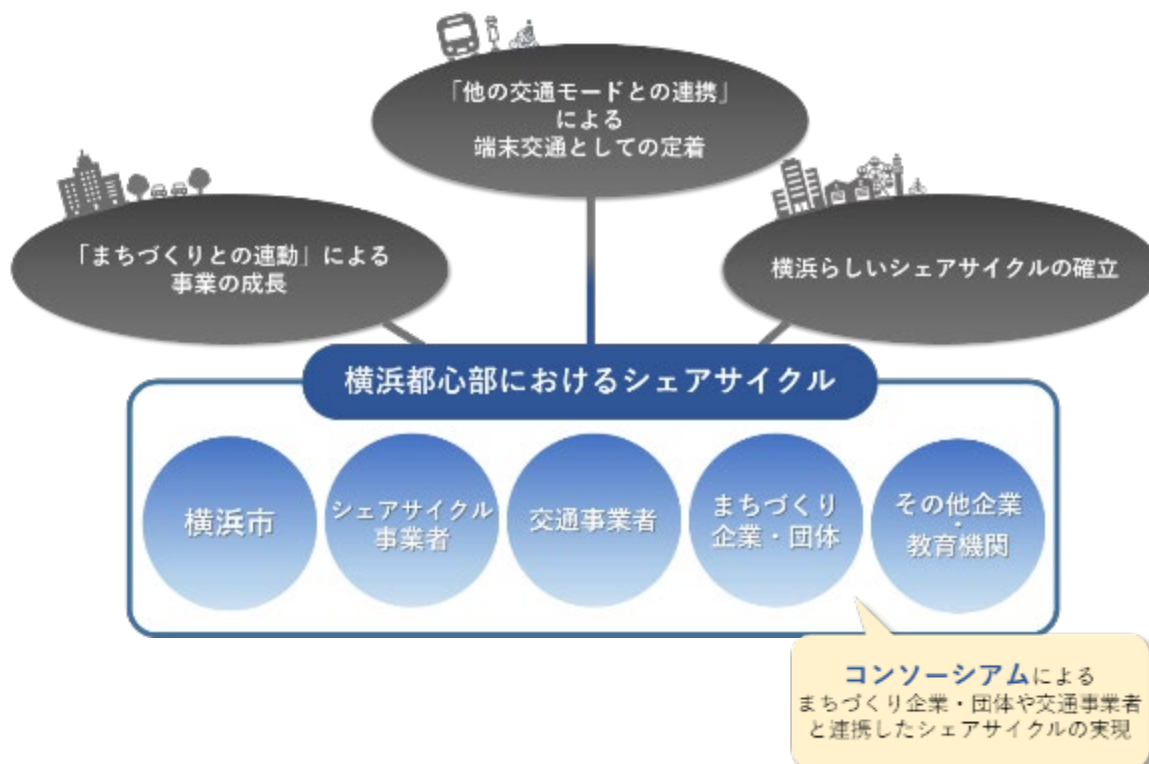 「他の交通モードとの連携」
による
端末交通としての定着
「まちづくりとの連動」による
事業の成長
横浜らしいシェアサイクルの確立
横浜都心部におけるシェアサイクル
横浜市
シェアサイクル
事業者
交通事業者
まちづくり
企業・団体
その他企業
・
教育機関
コンソーシアムによる
まちづくり企業・団体や交通事業者
と連携したシェアサイクルの実現